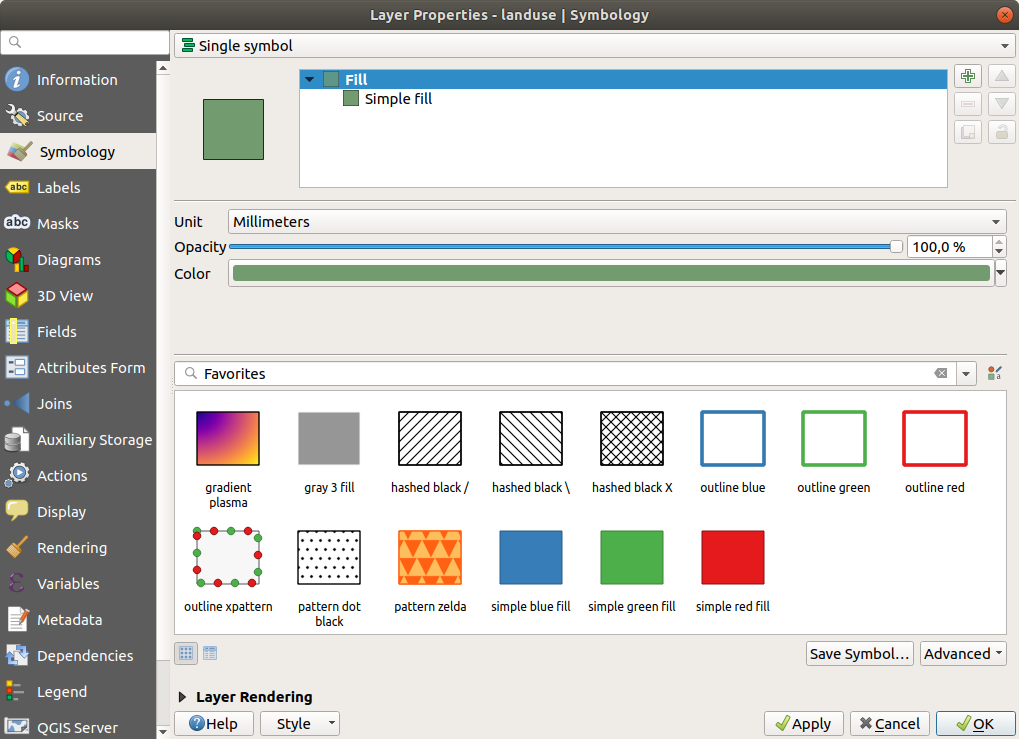 Layer Properties - landuse | Symbology
Information
Source
Symbology
Labels
Masks
Diagrams
3D View
Fields
Attributes Form
Joins
Auxiliary Storage
Actions
Display
Rendering
Variables
Metadata
Dependencies
Legend
QGIS Server
abc
abc
Single symbol
Fill
Simple fill
Unit
Millimeters
Opacity
100,0 %
Color
Favorites
gradient plasma
gray 3 fill
hashed black /
hashed black \
hashed black X
outline blue
outline green
outline red
outline xpattern
pattern dot black
pattern zelda
simple blue fill
simple green fill
simple red fill
Save Symbol…
Advanced
Layer Rendering
Help
Style
Apply
Cancel
OK